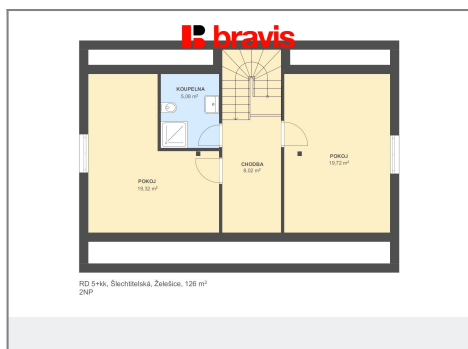 bravis
KOUPELNA
5,08 m²
POKOJ
19,32 m²
CHODBA
8,02 m²
POKOJ
19,72 m²
RD 5+kk, Šlechtitelská, Želešice, 126 m²
2NP